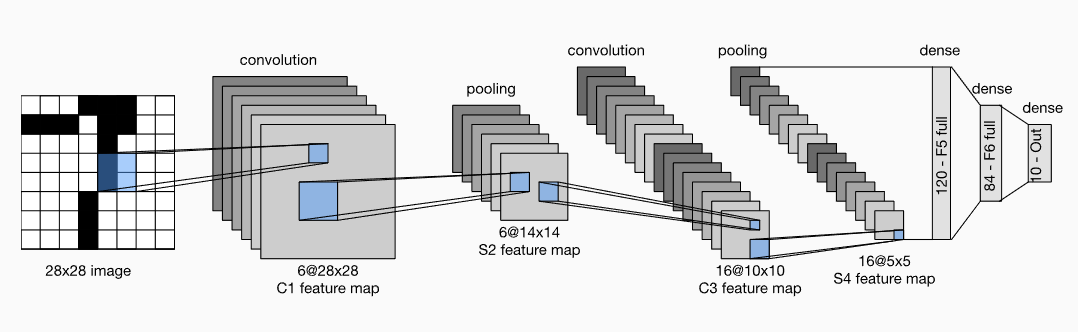 convolution
pooling
convolution
pooling
dense
dense
dense
28x28 image
6@28x28
C1 feature map
6@14x14
S2 feature map
16@10x10
C3 feature map
16@5x5
S4 feature map
120 - F5 full
84 - F6 full
10 - Out